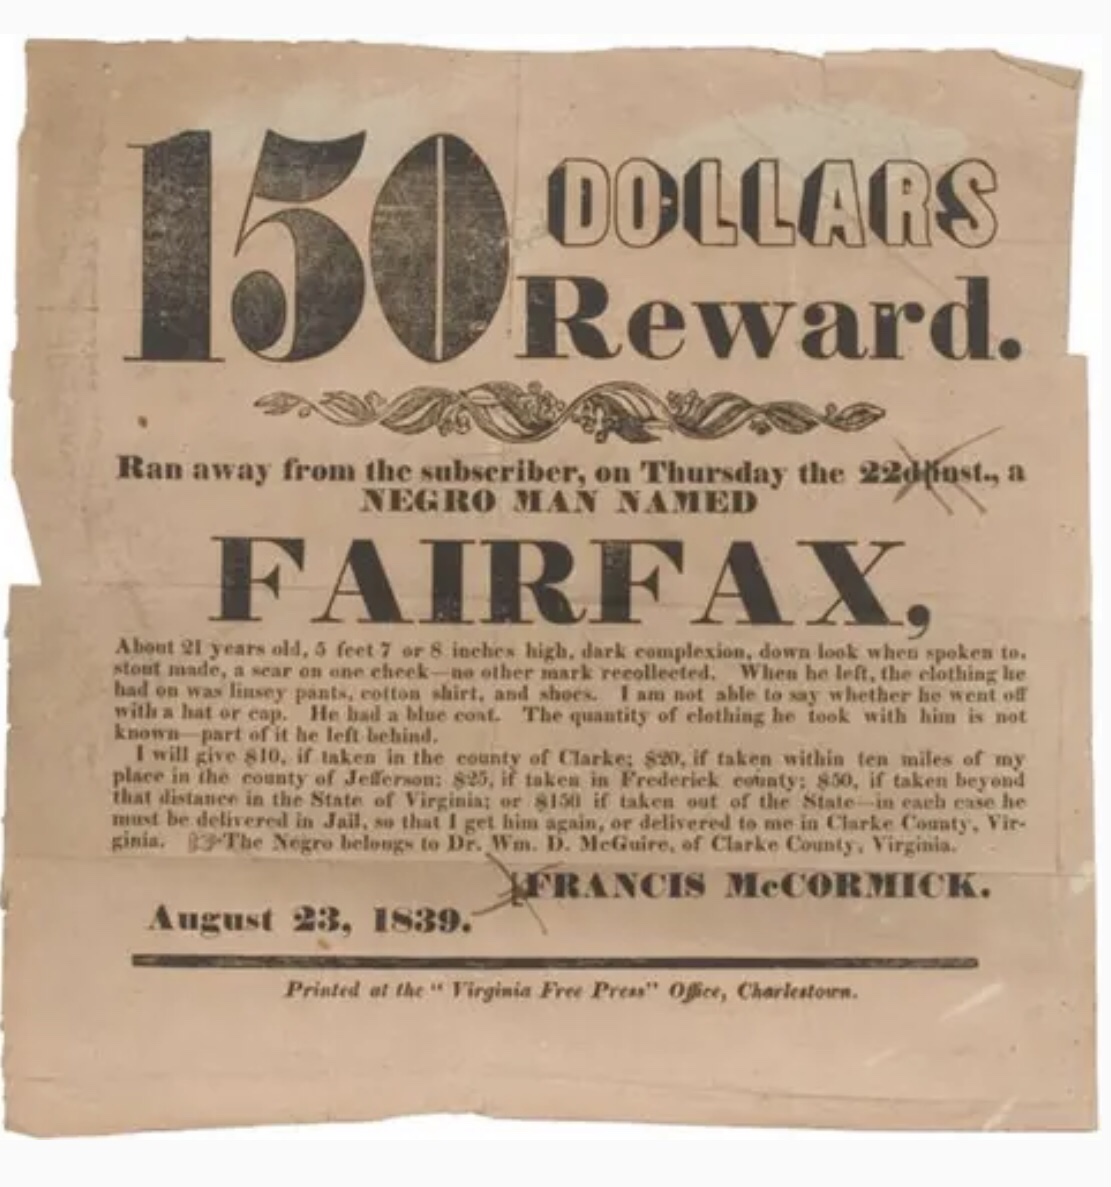 150 DOLLARS
Reward.
Ran away from the subscriber, on Thursday the 22d inst., a
NEGRO MAN NAMED
FAIRFAX,
About 21 years old, 5 feet 7 or 8 inches high, dark complexion, down look when spoken to,
stout made, a scar on one cheek—no other mark recollected. When he left, the clothing he
had on was linsey pants, cotton shirt, and shoes. I am not able to say whether he went off
with a hat or cap. He had a blue coat. The quantity of clothing he took with him is not
known—part of it he left behind.
I will give $10, if taken in the county of Clarke; $20, if taken within ten miles of my
place in the county of Jefferson; $25, if taken in Frederick county; $50, if taken beyond
that distance in the State of Virginia; or $150 if taken out of the State—in each case he
must be delivered in Jail, so that I get him again, or delivered to me in Clarke County, Vir-
ginia. ☞The Negro belongs to Dr. Wm. D. McGuire, of Clarke County, Virginia.
FRANCIS McCORMICK.
August 23, 1839.
Printed at the "Virginia Free Press" Office, Charlestown.